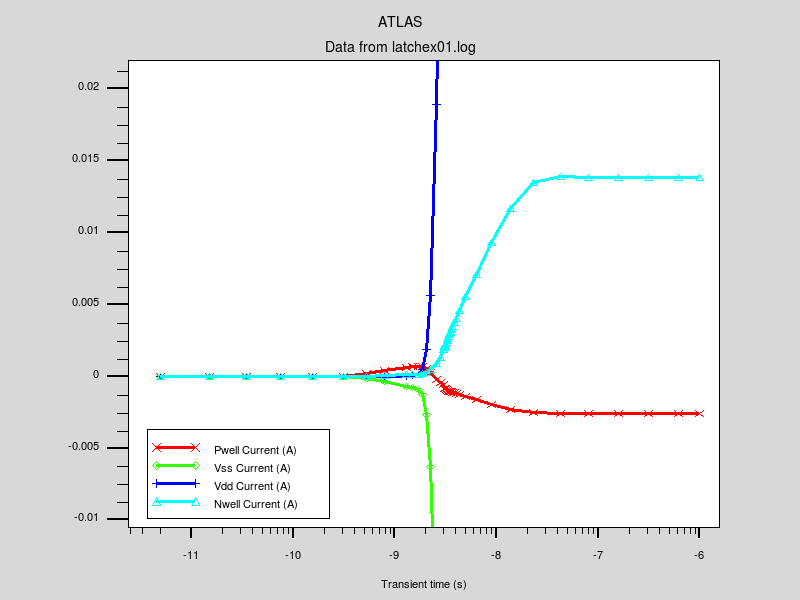 ATLAS
Data from latchex01.log
0.02
0.015
0.01
0.005
0
-0.005
-0.01
Pwell Current (A)
Vss Current (A)
Vdd Current (A)
Nwell Current (A)
-11 -10 -9 -8 -7 -6
Transient time (s)